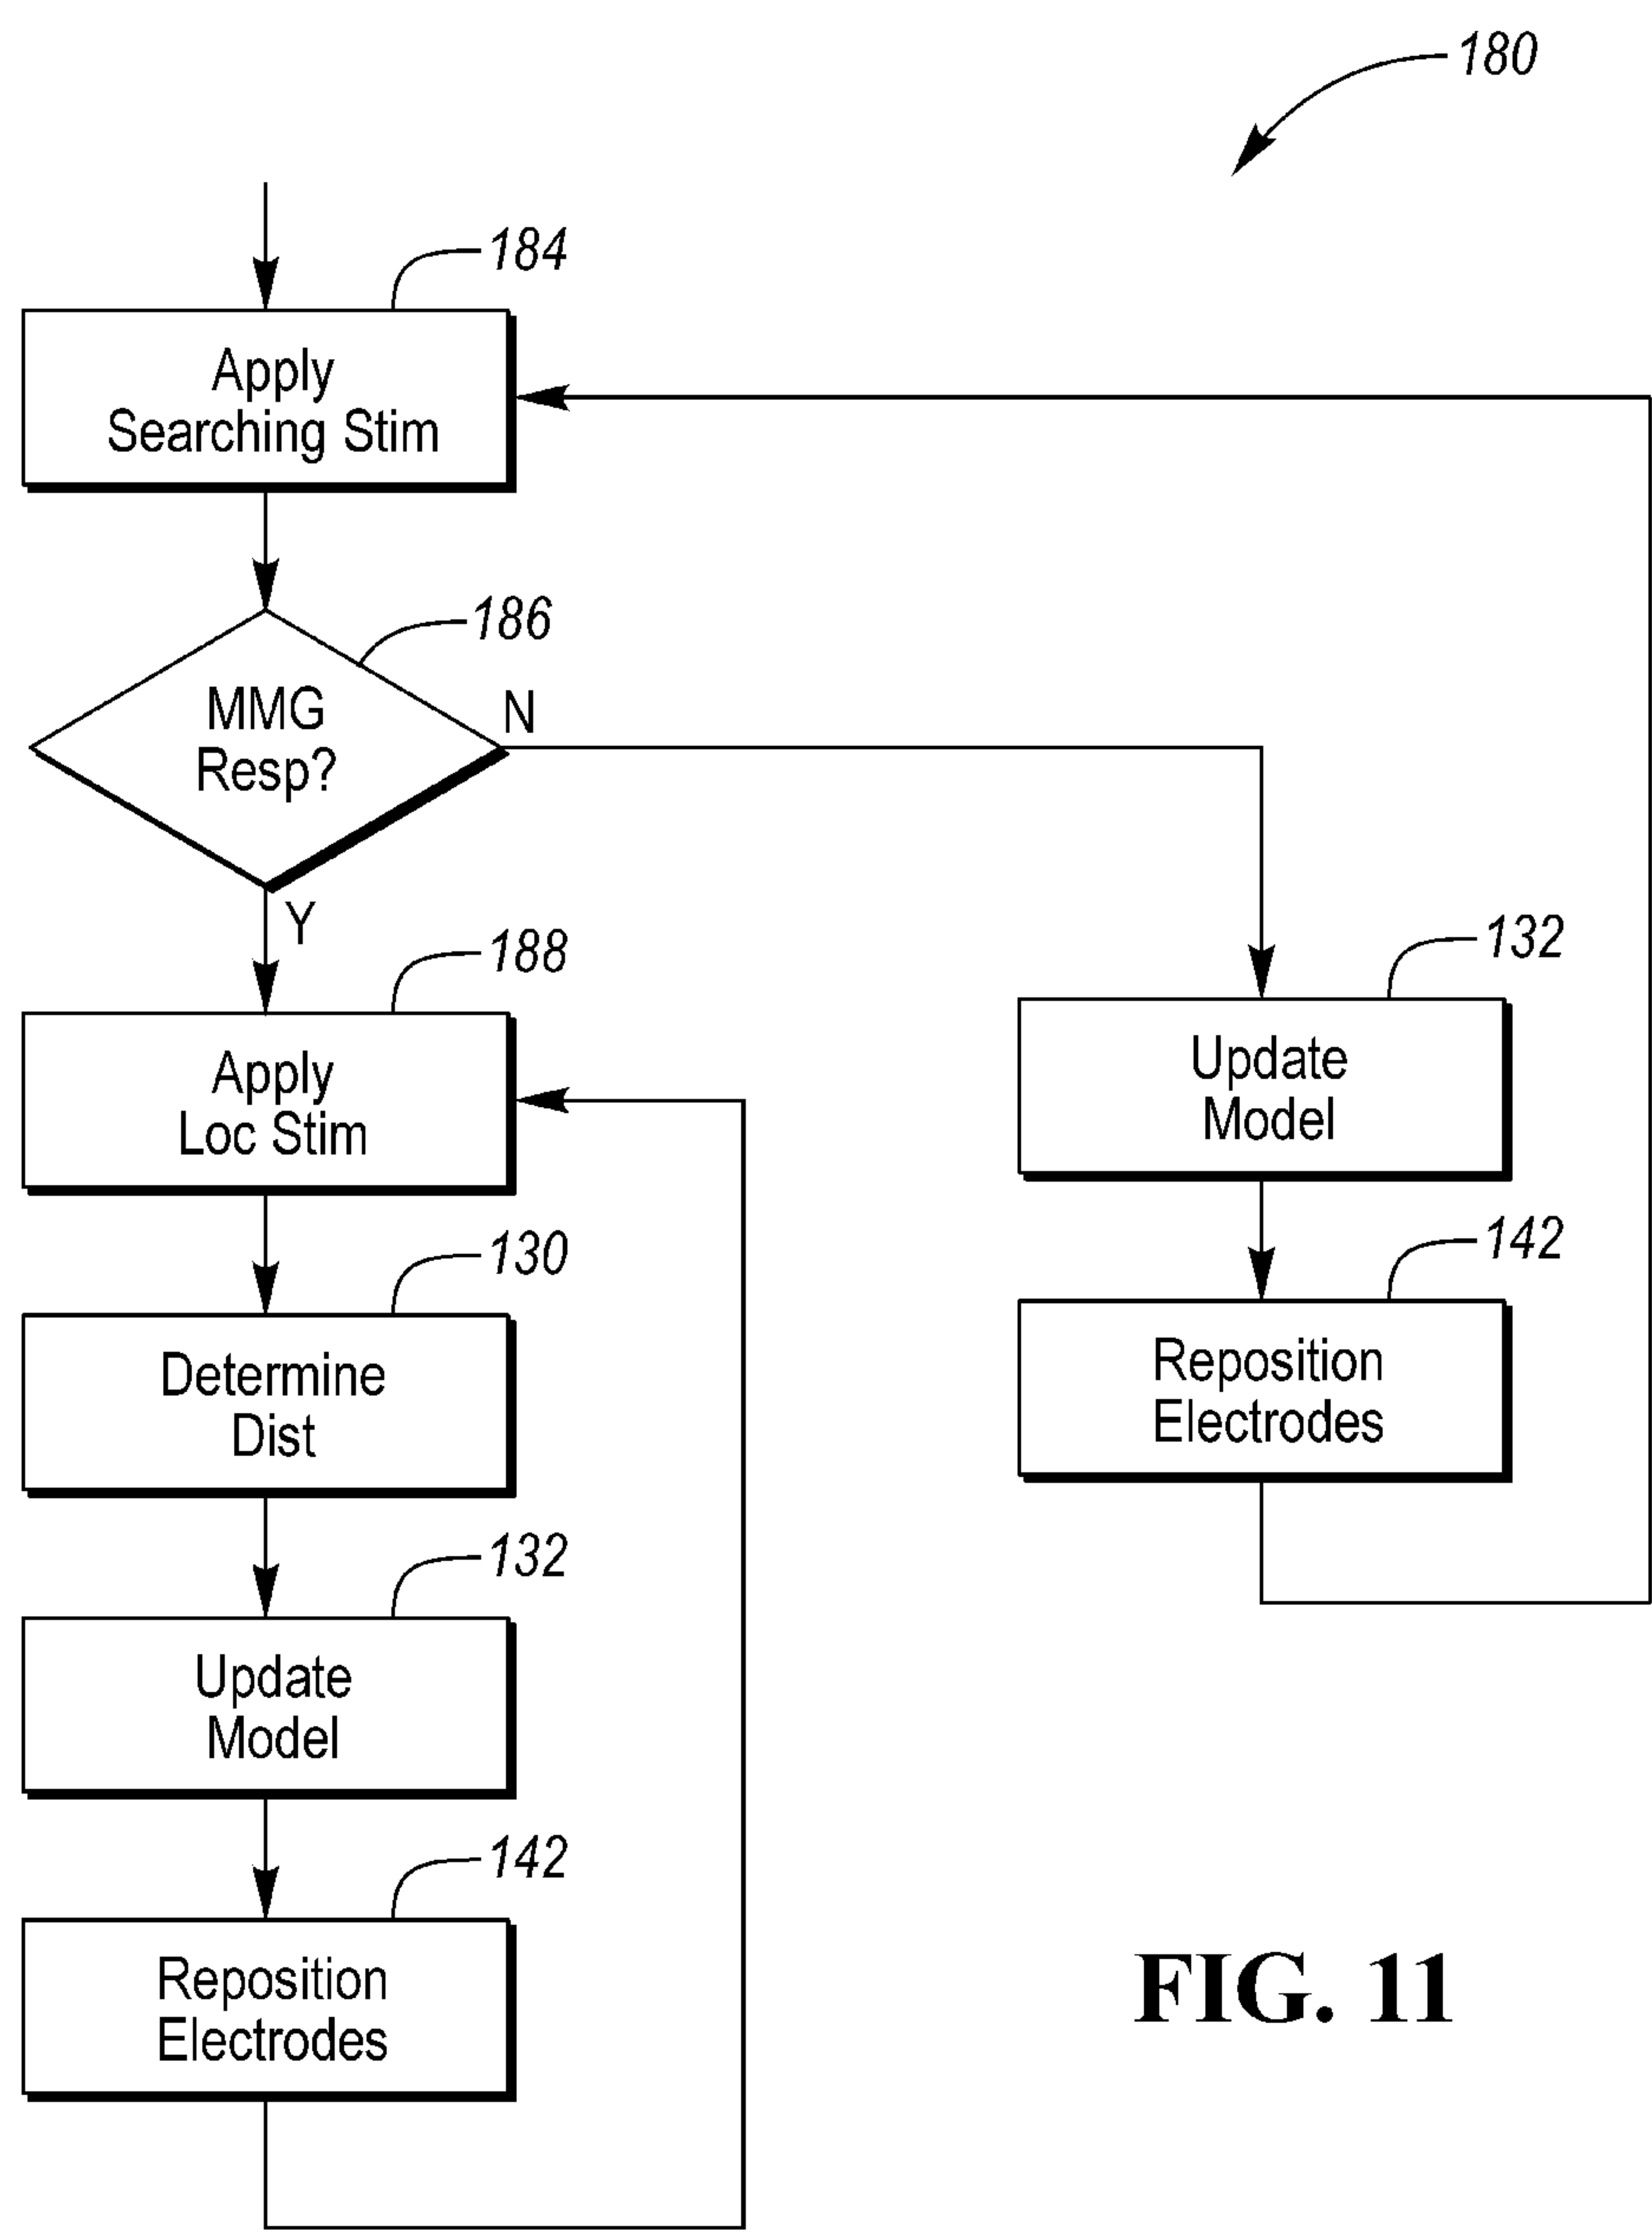 180
184
Apply
Searching Stim
186
MMG
Resp?
N
Y
188
Apply
Loc Stim
132
Update
Model
130
Determine
Dist
142
Reposition
Electrodes
132
Update
Model
142
Reposition
Electrodes
FIG. 11